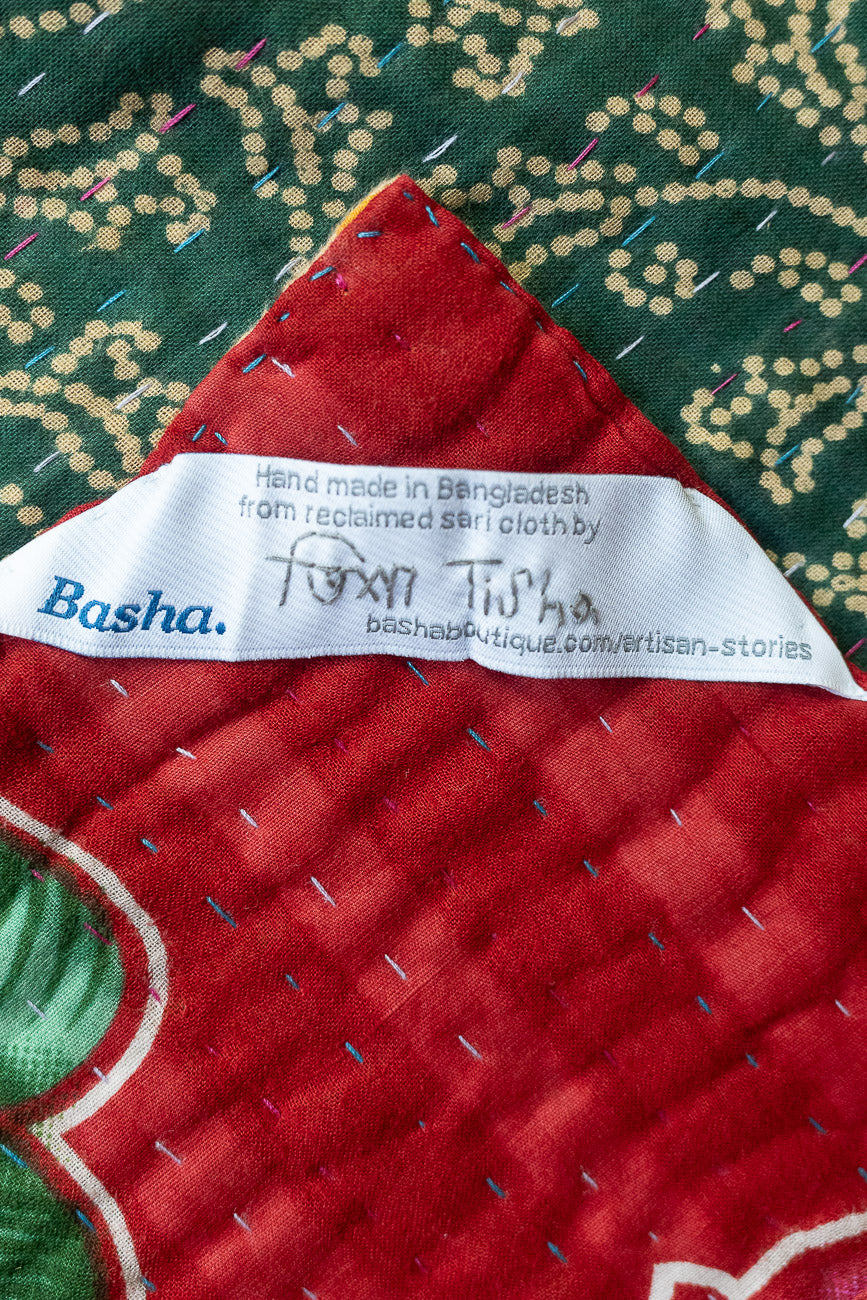 Hand made in Bangladesh
from reclaimed sari cloth by
তিশা Tisha
Basha.
bashaboutique.com/artisan-stories